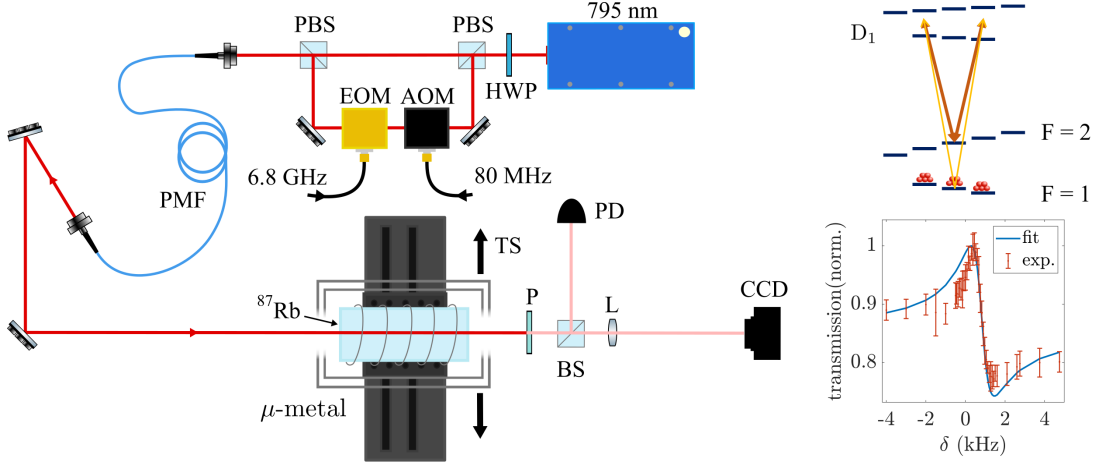 PBS
PBS
795 nm
HWP
EOM
AOM
6.8 GHz
80 MHz
PMF
PD
TS
⁸⁷Rb
P
L
CCD
BS
μ-metal
D₁
F = 2
F = 1
transmission(norm.)
1
0.9
0.8
fit
exp.
-4
-2
0
2
4
δ (kHz)